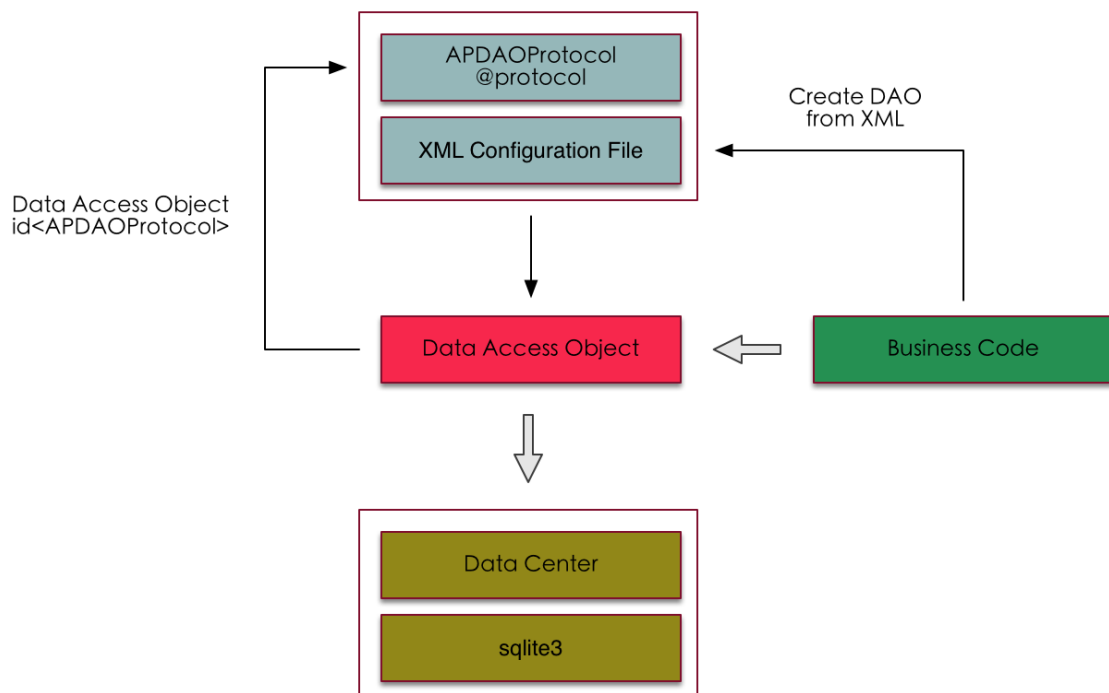 APDAOProtocol
@protocol
XML Configuration File
Create DAO
from XML
Data Access Object
id<APDAOProtocol>
Data Access Object
Business Code
Data Center
sqlite3